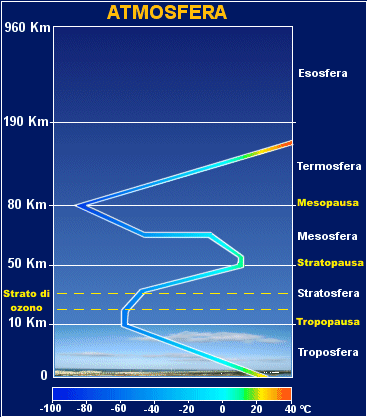 ATMOSFERA
960 Km
Esosfera
190 Km
Termosfera
80 Km
Mesopausa
Mesosfera
50 Km
Stratopausa
Strato di
ozono
Stratosfera
10 Km
Tropopausa
Troposfera
0
-100 -80 -60 -40 -20 0 20 40 °C